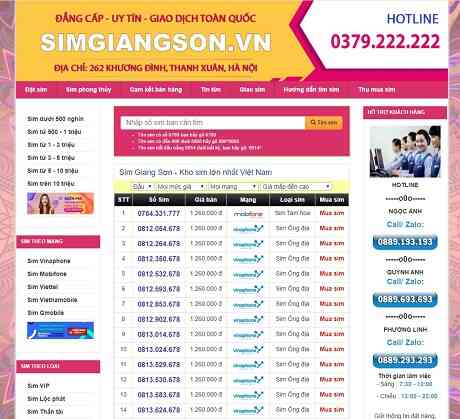 ĐẲNG CẤP - UY TÍN - GIAO DỊCH TOÀN QUỐC
SIMGIANGSON.VN
ĐỊA CHỈ: 262 KHƯƠNG ĐÌNH, THANH XUÂN, HÀ NỘI
HOTLINE
0379.222.222
Đặt sim
Sim phong thủy
Cam kết bán hàng
Tin tức
Giao sim
Hướng dẫn tìm sim
Thu mua sim
Sim dưới 500 nghìn
Sim từ 500 - 1 triệu
Sim từ 1 - 3 triệu
Sim từ 3 - 5 triệu
Sim trên 10 triệu
SIM THEO MẠNG
Sim Vinaphone
Sim Mobifone
Sim Viettel
Sim Vietnamobile
Sim Gmobile
SIM THEO LOẠI
Sim VIP
Sim Lộc phát
Sim Thần tài
Nhập số sim bạn cần tìm
Tìm sim
Sim Giang Sơn - Kho sim lớn nhất Việt Nam
Đầu
Mọi mức giá
Mọi mạng
Giá thấp đến cao
STT Số Sim Giá bán Mạng Loại sim Mua sim
1 0764.331.777 1.260.000 đ mobifone Sim Tam hoa Mua sim
2 0812.054.678 1.260.000 đ vinaphone Sim Ông địa Mua sim
3 0812.264.678 1.260.000 đ vinaphone Sim Ông địa Mua sim
4 0812.350.678 1.260.000 đ vinaphone Sim Ông địa Mua sim
5 0812.532.678 1.260.000 đ vinaphone Sim Ông địa Mua sim
6 0812.593.678 1.260.000 đ vinaphone Sim Ông địa Mua sim
7 0812.853.678 1.260.000 đ vinaphone Sim Ông địa Mua sim
8 0812.902.678 1.260.000 đ vinaphone Sim Ông địa Mua sim
9 0813.014.678 1.260.000 đ vinaphone Sim Ông địa Mua sim
10 0813.024.678 1.260.000 đ vinaphone Sim Ông địa Mua sim
11 0813.529.678 1.260.000 đ vinaphone Sim Ông địa Mua sim
12 0813.530.678 1.260.000 đ vinaphone Sim Ông địa Mua sim
13 0813.583.678 1.260.000 đ vinaphone Sim Ông địa Mua sim
14 0813.624.678 1.260.000 đ vinaphone Sim Ông địa Mua sim
HỖ TRỢ KHÁCH HÀNG
HOTLINE
-----o0o-----
NGỌC ÁNH
Call/ Zalo:
0889.193.193
-----o0o-----
QUỲNH ANH
Call/ Zalo:
0889.693.693
-----o0o-----
PHƯƠNG LINH
Call/ Zalo:
0889.293.293
Thời gian làm việc
- Sáng : 7:30 - 12:00
- Chiều : 12:00 - 20:00
Gửi thông tin đặt hàng,